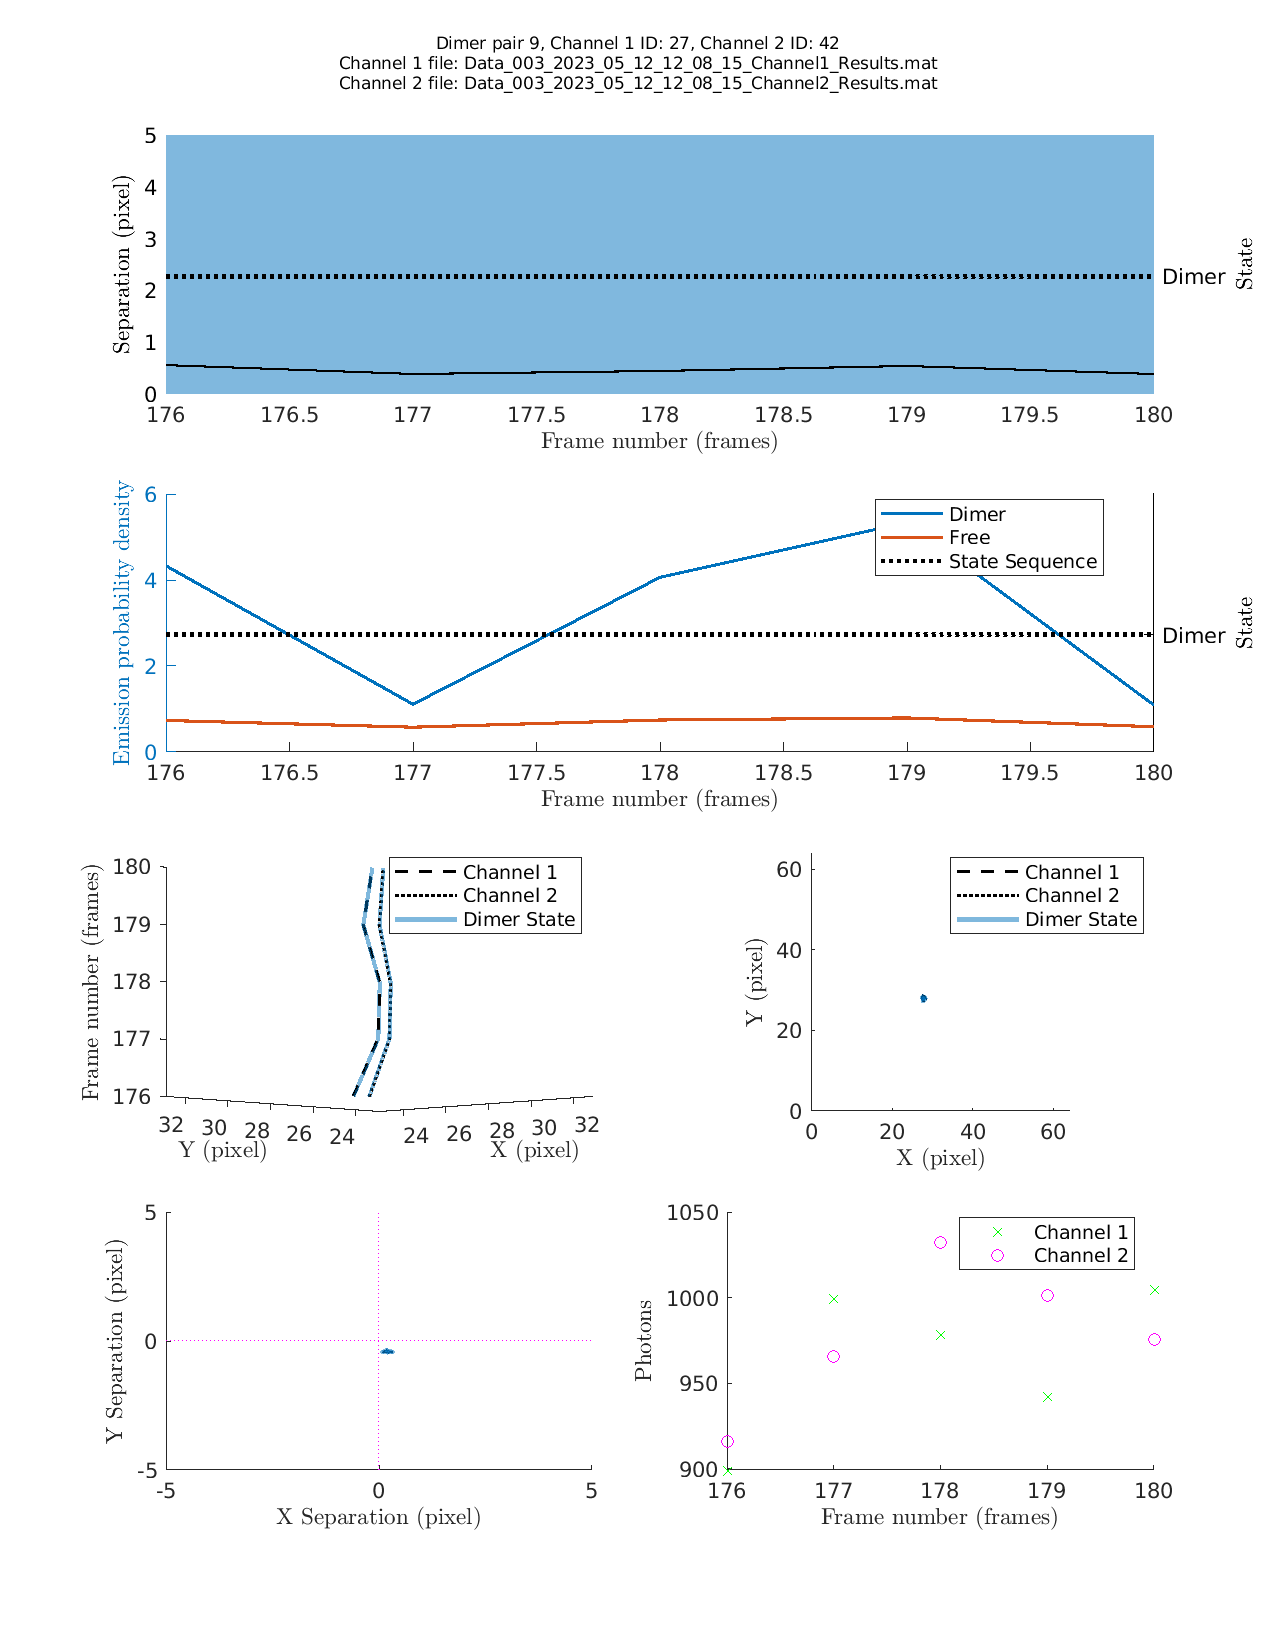 Dimer pair 9, Channel 1 ID: 27, Channel 2 ID: 42
Channel 1 file: Data_003_2023_05_12_12_08_15_Channel1_Results.mat
Channel 2 file: Data_003_2023_05_12_12_08_15_Channel2_Results.mat
Separation (pixel)
5
4
3
2
1
0
176 176.5 177 177.5 178 178.5 179 179.5 180
Frame number (frames)
Dimer
State
Emission probability density
6
4
2
0
176 176.5 177 177.5 178 178.5 179 179.5 180
Frame number (frames)
Dimer
Free
State Sequence
Dimer
State
Frame number (frames)
180
179
178
177
176
32 30 28 26 24
24 26 28 30 32
Y (pixel)
X (pixel)
Channel 1
Channel 2
Dimer State
Y (pixel)
60
40
20
0
0 20 40 60
X (pixel)
Channel 1
Channel 2
Dimer State
Y Separation (pixel)
5
0
-5
-5 0 5
X Separation (pixel)
Photons
1050
1000
950
900
176 177 178 179 180
Frame number (frames)
Channel 1
Channel 2